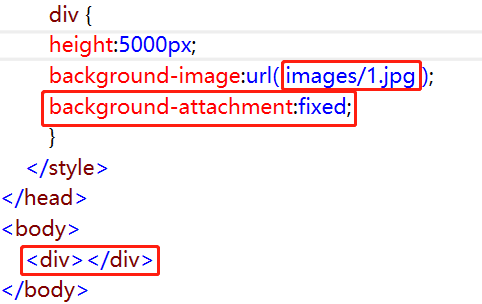 div {
height:5000px;
background-image:url( images/1.jpg );
background-attachment:fixed;
}
</style>
</head>
<body>
<div></div>
</body>